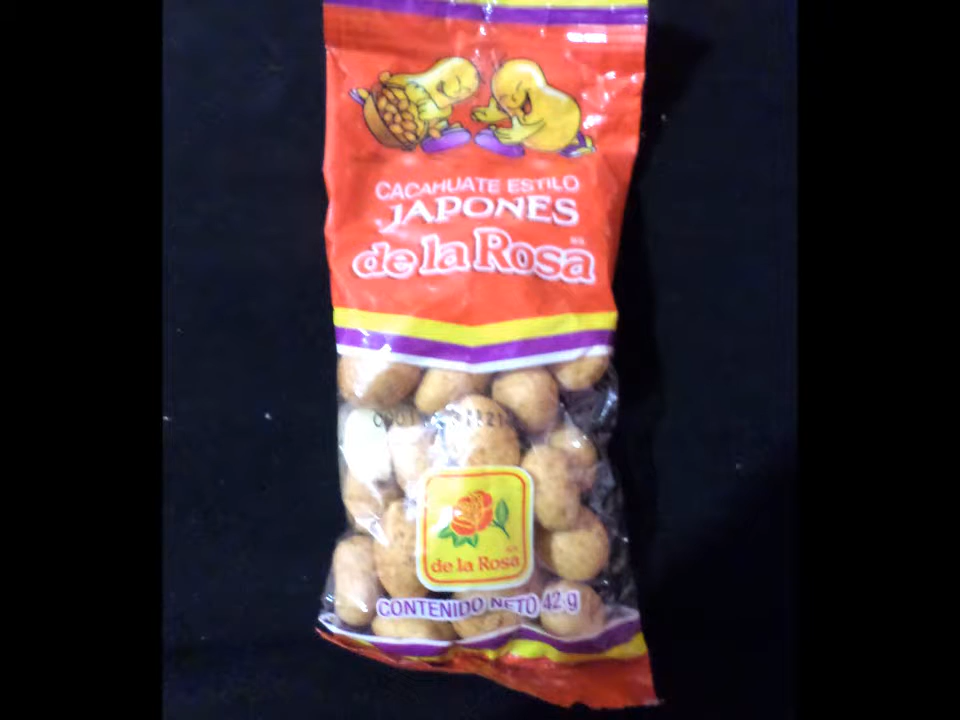 CACAHUATE ESTILO
JAPONES
de la Rosa
de la Rosa
CONTENIDO NETO 42 g